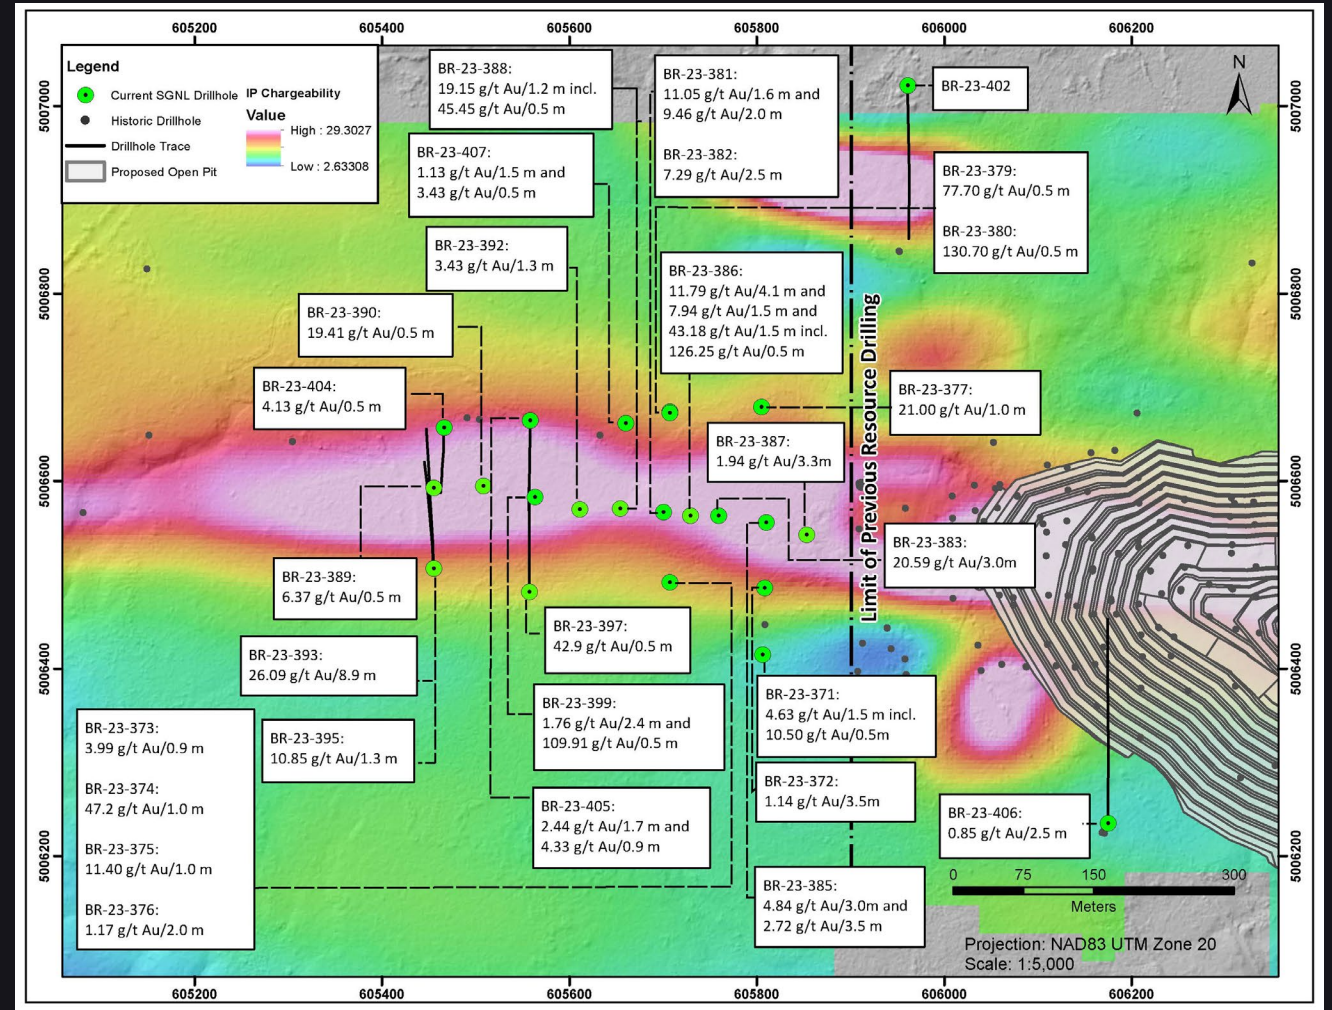 605200 605400 605600 605800 606000 606200
5007000
5006800
5006600
5006400
5006200
Legend
Current SGNL Drillhole
Historic Drillhole
Drillhole Trace
Proposed Open Pit
IP Chargeability
Value
High : 29.3027
Low : 2.63308
BR-23-388:
19.15 g/t Au/1.2 m incl.
45.45 g/t Au/0.5 m
BR-23-381:
11.05 g/t Au/1.6 m and
9.46 g/t Au/2.0 m
BR-23-382:
7.29 g/t Au/2.5 m
BR-23-402
N
BR-23-407:
1.13 g/t Au/1.5 m and
3.43 g/t Au/0.5 m
BR-23-379:
77.70 g/t Au/0.5 m
BR-23-380:
130.70 g/t Au/0.5 m
BR-23-392:
3.43 g/t Au/1.3 m
BR-23-386:
11.79 g/t Au/4.1 m and
7.94 g/t Au/1.5 m and
43.18 g/t Au/1.5 m incl.
126.25 g/t Au/0.5 m
BR-23-390:
19.41 g/t Au/0.5 m
Limit of Previous Resource Drilling
BR-23-404:
4.13 g/t Au/0.5 m
BR-23-377:
21.00 g/t Au/1.0 m
BR-23-387:
1.94 g/t Au/3.3m
BR-23-383:
20.59 g/t Au/3.0m
BR-23-389:
6.37 g/t Au/0.5 m
BR-23-397:
42.9 g/t Au/0.5 m
BR-23-393:
26.09 g/t Au/8.9 m
BR-23-399:
1.76 g/t Au/2.4 m and
109.91 g/t Au/0.5 m
BR-23-371:
4.63 g/t Au/1.5 m incl.
10.50 g/t Au/0.5m
BR-23-373:
3.99 g/t Au/0.9 m
BR-23-374:
47.2 g/t Au/1.0 m
BR-23-375:
11.40 g/t Au/1.0 m
BR-23-376:
1.17 g/t Au/2.0 m
BR-23-395:
10.85 g/t Au/1.3 m
BR-23-372:
1.14 g/t Au/3.5m
BR-23-405:
2.44 g/t Au/1.7 m and
4.33 g/t Au/0.9 m
BR-23-406:
0.85 g/t Au/2.5 m
BR-23-385:
4.84 g/t Au/3.0m and
2.72 g/t Au/3.5 m
0 75 150 300
Meters
Projection: NAD83 UTM Zone 20
Scale: 1:5,000
5007000
5006800
5006600
5006400
5006200
605200 605400 605600 605800 606000 606200